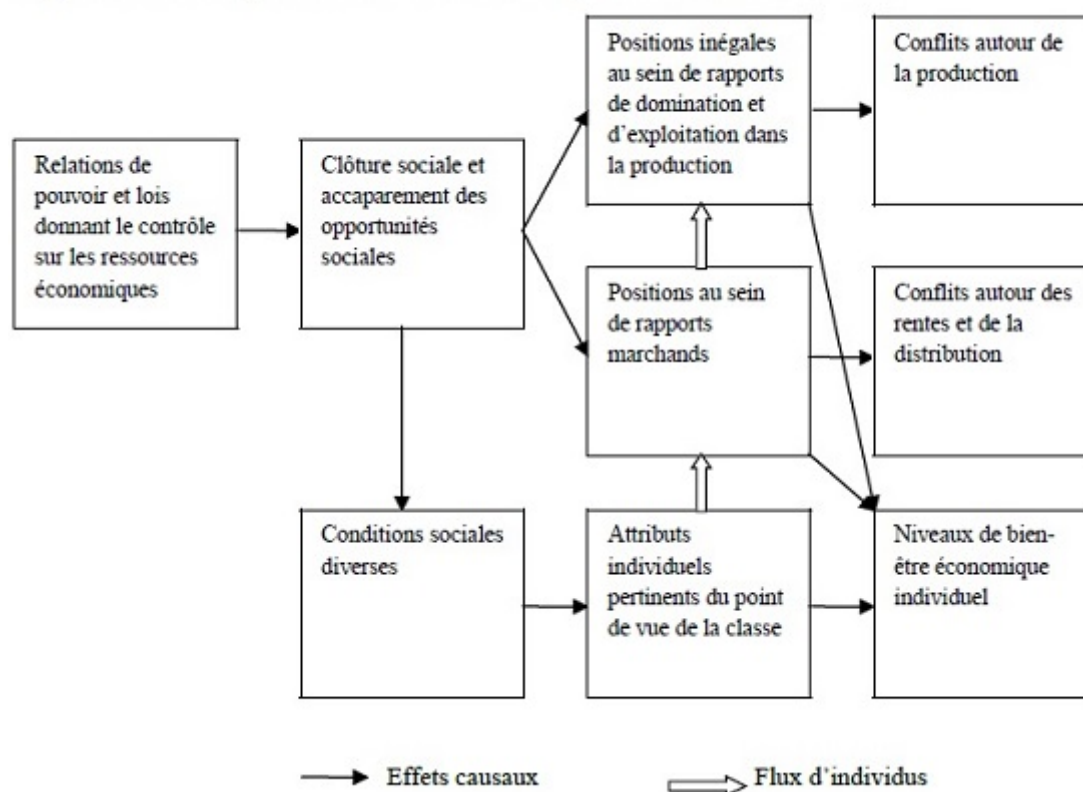 Relations de
pouvoir et lois
donnant le contrôle
sur les ressources
économiques
Clôture sociale et
accaparement des
opportunités
sociales
Positions inégales
au sein de rapports
de domination et
d'exploitation dans
la production
Conflits autour de
la production
Positions au sein
de rapports
marchands
Conflits autour des
rentes et de la
distribution
Conditions sociales
diverses
Attributs
individuels
pertinents du point
de vue de la classe
Niveaux de bien-
être économique
individuel
Effets causaux
Flux d'individus